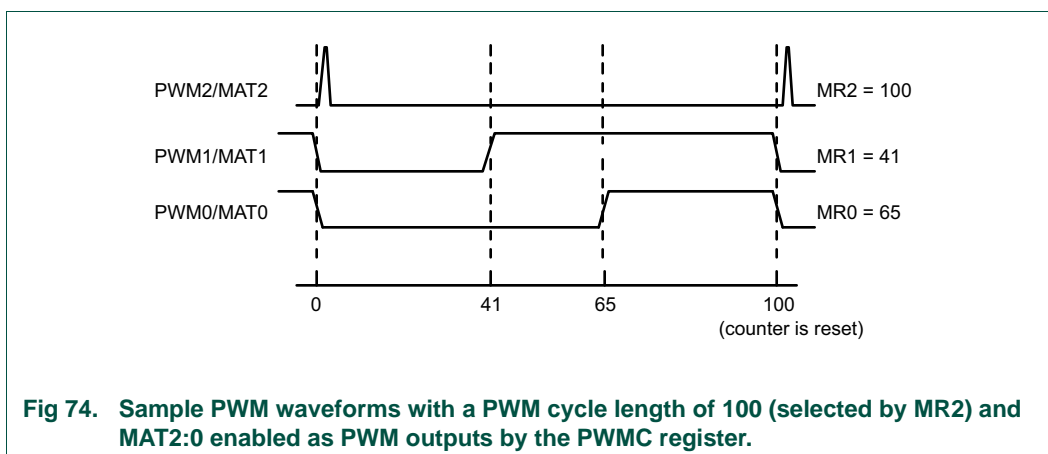 PWM2/MAT2 MR2 = 100
PWM1/MAT1 MR1 = 41
PWM0/MAT0 MR0 = 65
0 41 65 100
(counter is reset)
Fig 74. Sample PWM waveforms with a PWM cycle length of 100 (selected by MR2) and
MAT2:0 enabled as PWM outputs by the PWMC register.